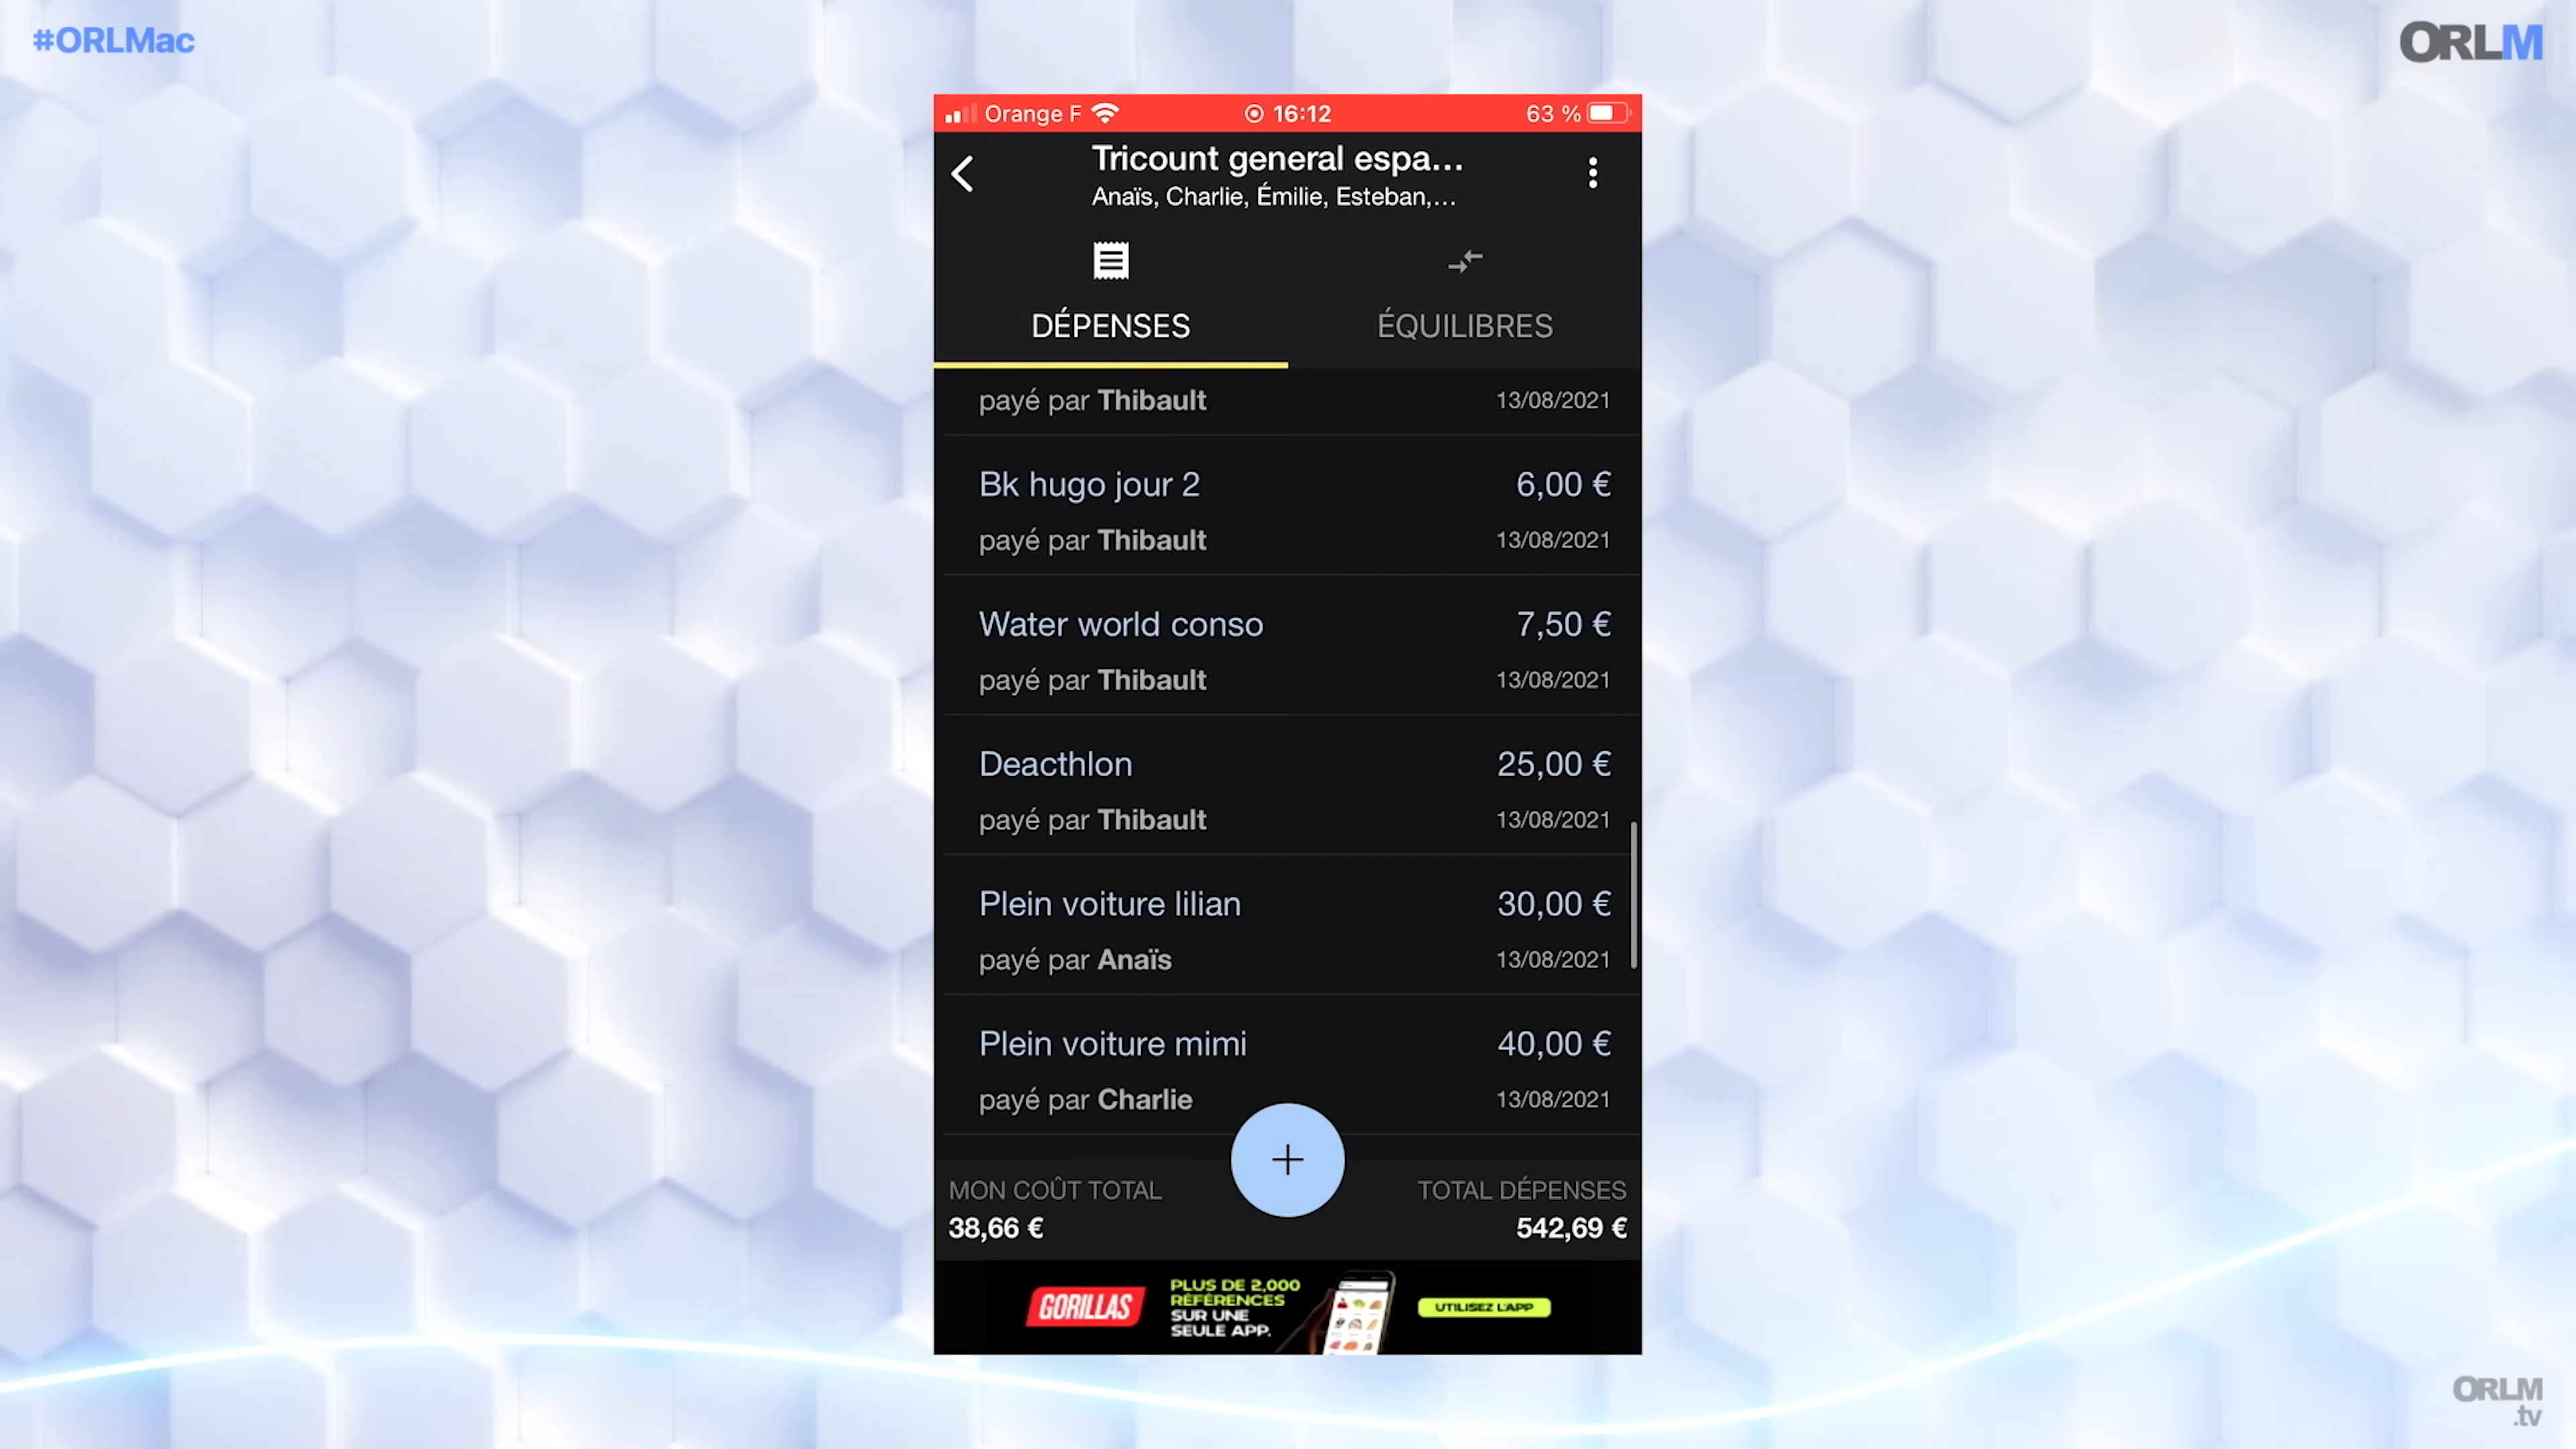 #ORLMac
ORLM
Orange F 16:12 63 %
Tricount general espa...
Anaïs, Charlie, Émilie, Esteban,...
DÉPENSES ÉQUILIBRES
payé par Thibault 13/08/2021
Bk hugo jour 2 6,00 €
payé par Thibault 13/08/2021
Water world conso 7,50 €
payé par Thibault 13/08/2021
Deacthlon 25,00 €
payé par Thibault 13/08/2021
Plein voiture lilian 30,00 €
payé par Anaïs 13/08/2021
Plein voiture mimi 40,00 €
payé par Charlie 13/08/2021
+
MON COÛT TOTAL TOTAL DÉPENSES
38,66 € 542,69 €
GORILLAS
PLUS DE 2,000
RÉFÉRENCES
SUR UNE
SEULE APP.
UTILISEZ L'APP
ORLM
.tv